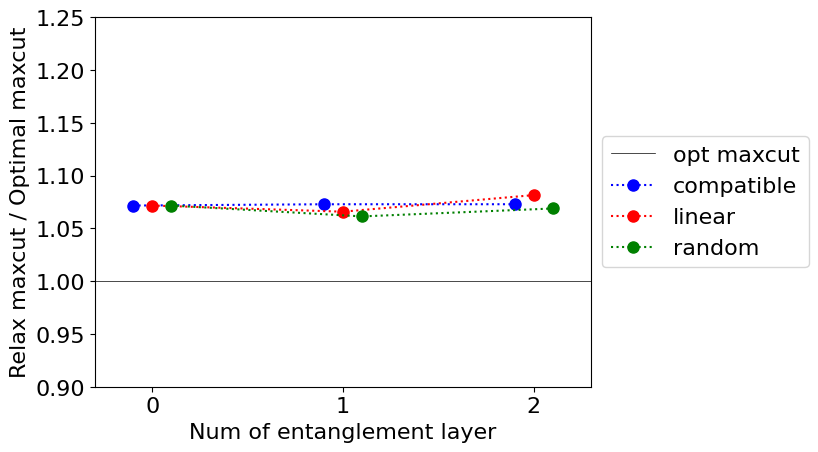 Relax maxcut / Optimal maxcut
1.25
1.20
1.15
1.10
1.05
1.00
0.95
0.90
0
1
2
Num of entanglement layer
opt maxcut
compatible
linear
random